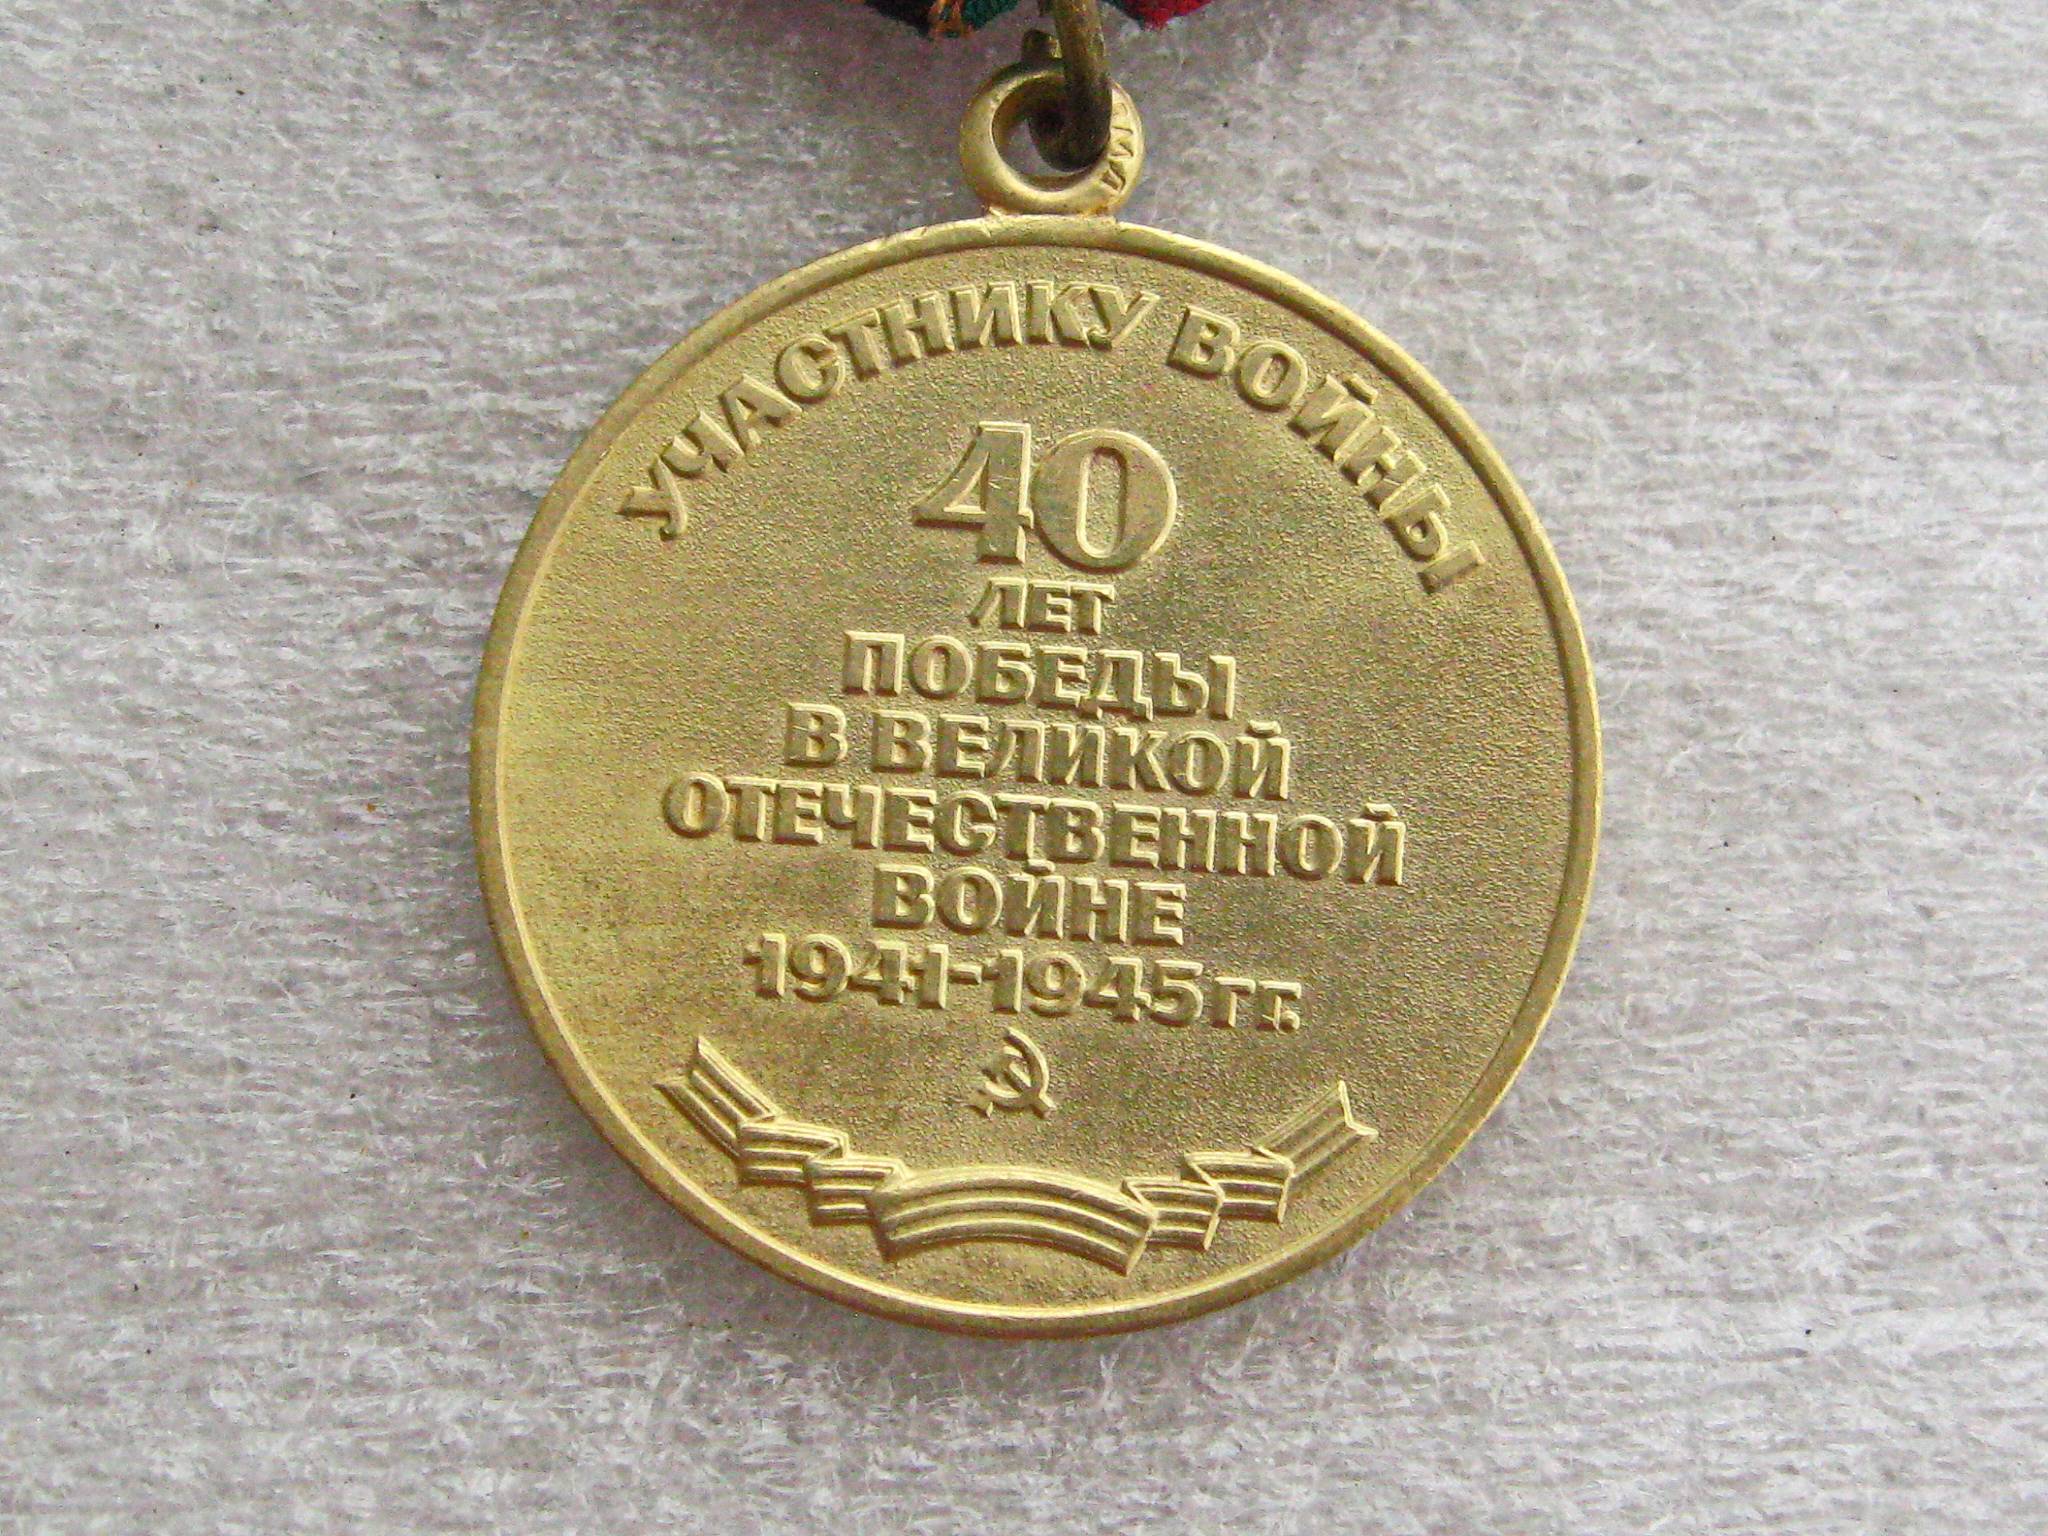 УЧАСТНИКУ ВОЙНЫ
40
ЛЕТ
ПОБЕДЫ
В ВЕЛИКОЙ
ОТЕЧЕСТВЕННОЙ
ВОЙНЕ
1941-1945 ГГ.